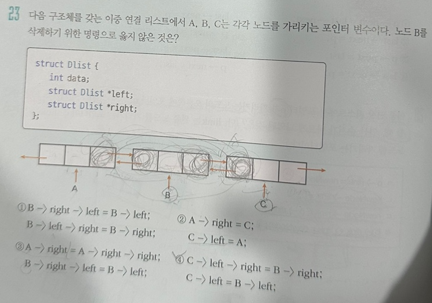 23 다음 구조체를 갖는 이중 연결 리스트에서 A, B, C는 각각 노드를 가리키는 포인터 변수이다. 노드 B를
삭제하기 위한 명령으로 옳지 않은 것은?
struct Dlist {
int data;
struct Dlist *left;
struct Dlist *right;
};
A
B
C
① B -> right -> left = B -> left;
B -> left -> right = B -> right;
② A -> right = C;
C -> left = A;
③ A -> right = A -> right -> right;
B -> right -> left = B -> left;
④ C -> left -> right = B -> right;
C -> left = B -> left;